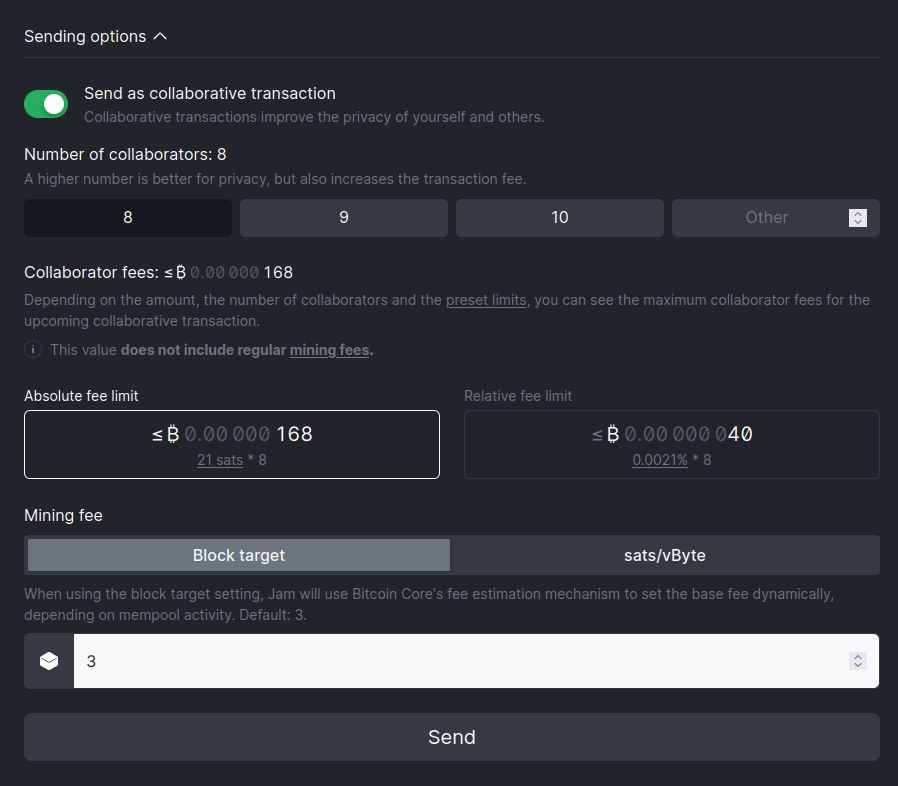 Sending options
Send as collaborative transaction
Collaborative transactions improve the privacy of yourself and others.
Number of collaborators: 8
A higher number is better for privacy, but also increases the transaction fee.
8 9 10 Other
Collaborator fees: ≤₿ 0.00 000 168
Depending on the amount, the number of collaborators and the preset limits, you can see the maximum collaborator fees for the
upcoming collaborative transaction.
This value does not include regular mining fees.
Absolute fee limit Relative fee limit
≤₿ 0.00 000 168 ≤₿ 0.00 000 040
21 sats * 8 0.0021% * 8
Mining fee
Block target sats/vByte
When using the block target setting, Jam will use Bitcoin Core's fee estimation mechanism to set the base fee dynamically,
depending on mempool activity. Default: 3.
3
Send